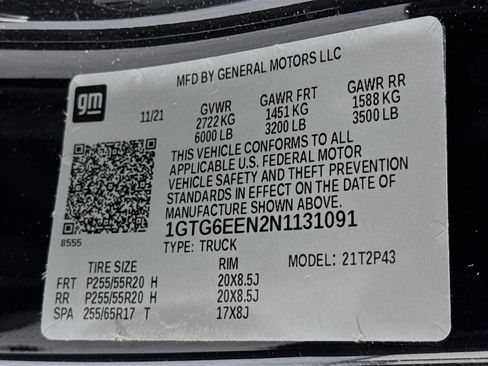 MFD BY GENERAL MOTORS LLC
gm
11/21
GVWR GAWR FRT GAWR RR
2722 KG 1451 KG 1588 KG
6000 LB 3200 LB 3500 LB
THIS VEHICLE CONFORMS TO ALL
APPLICABLE U.S. FEDERAL MOTOR
VEHICLE SAFETY AND THEFT PREVENTION
STANDARDS IN EFFECT ON THE DATE OF
MANUFACTURE SHOWN ABOVE.
8555
1GTG6EEN2N1131091
TYPE: TRUCK MODEL: 21T2P43
TIRE SIZE RIM
FRT P255/55R20 H 20X8.5J
RR P255/55R20 H 20X8.5J
SPA 255/65R17 T 17X8J